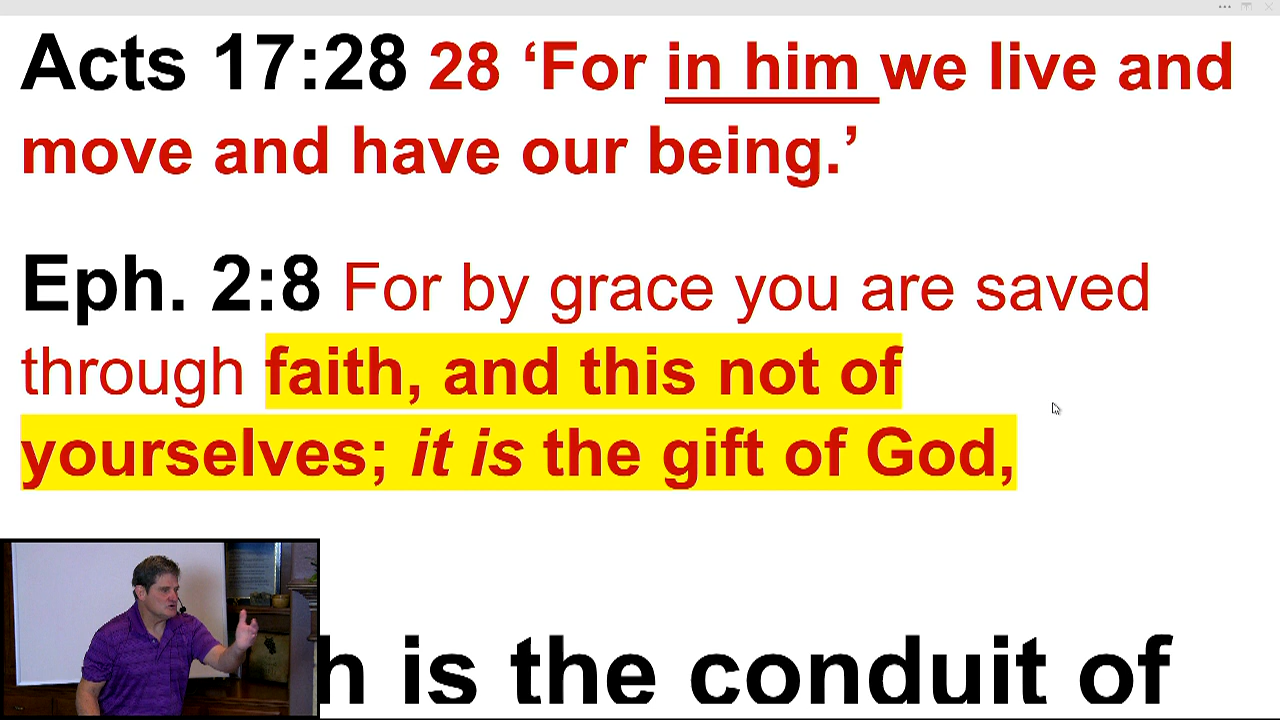 Acts 17:28 28 ‘For in him we live and
move and have our being.’
Eph. 2:8 For by grace you are saved
through faith, and this not of
yourselves; it is the gift of God,
h is the conduit of